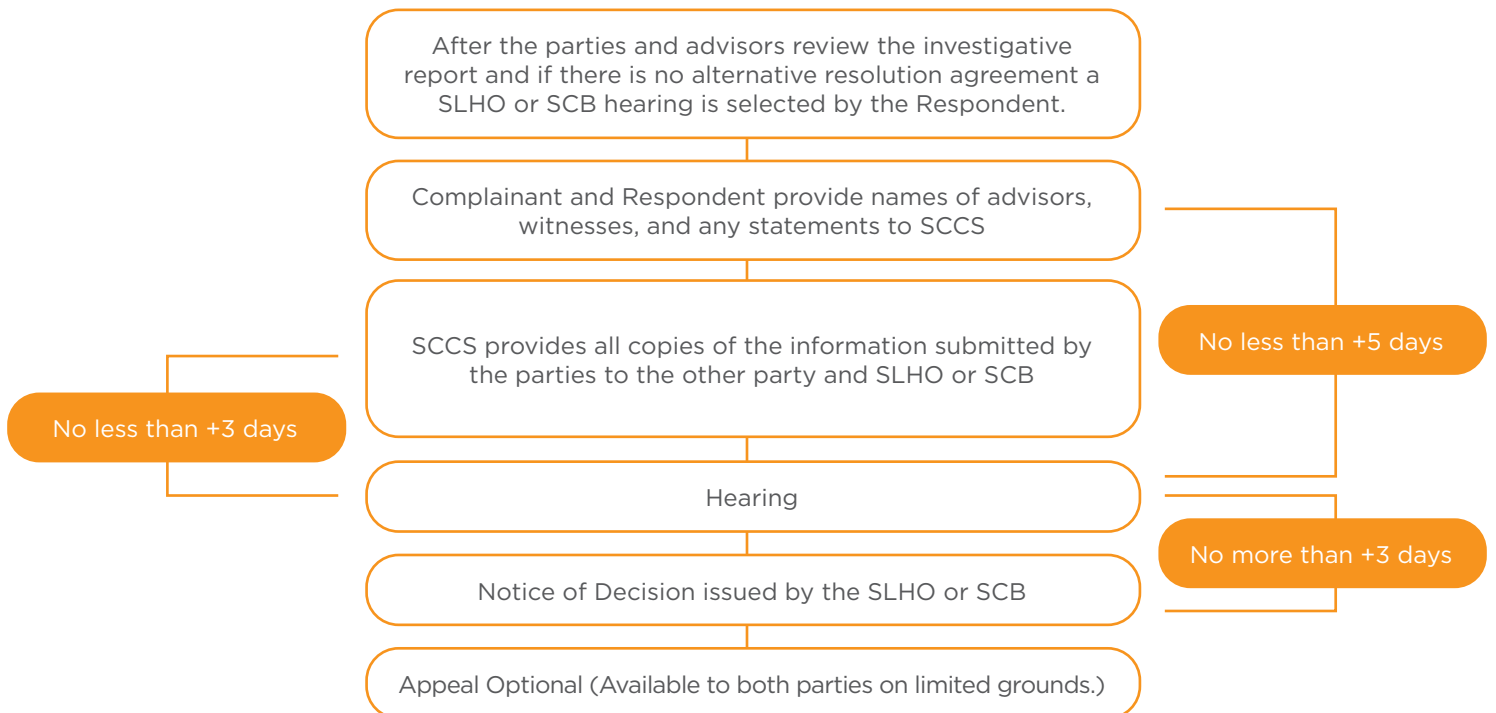 After the parties and advisors review the investigative
report and if there is no alternative resolution agreement a
SLHO or SCB hearing is selected by the Respondent.
Complainant and Respondent provide names of advisors,
witnesses, and any statements to SCCS
SCCS provides all copies of the information submitted by
the parties to the other party and SLHO or SCB
No less than +5 days
No less than +3 days
Hearing
No more than +3 days
Notice of Decision issued by the SLHO or SCB
Appeal Optional (Available to both parties on limited grounds.)